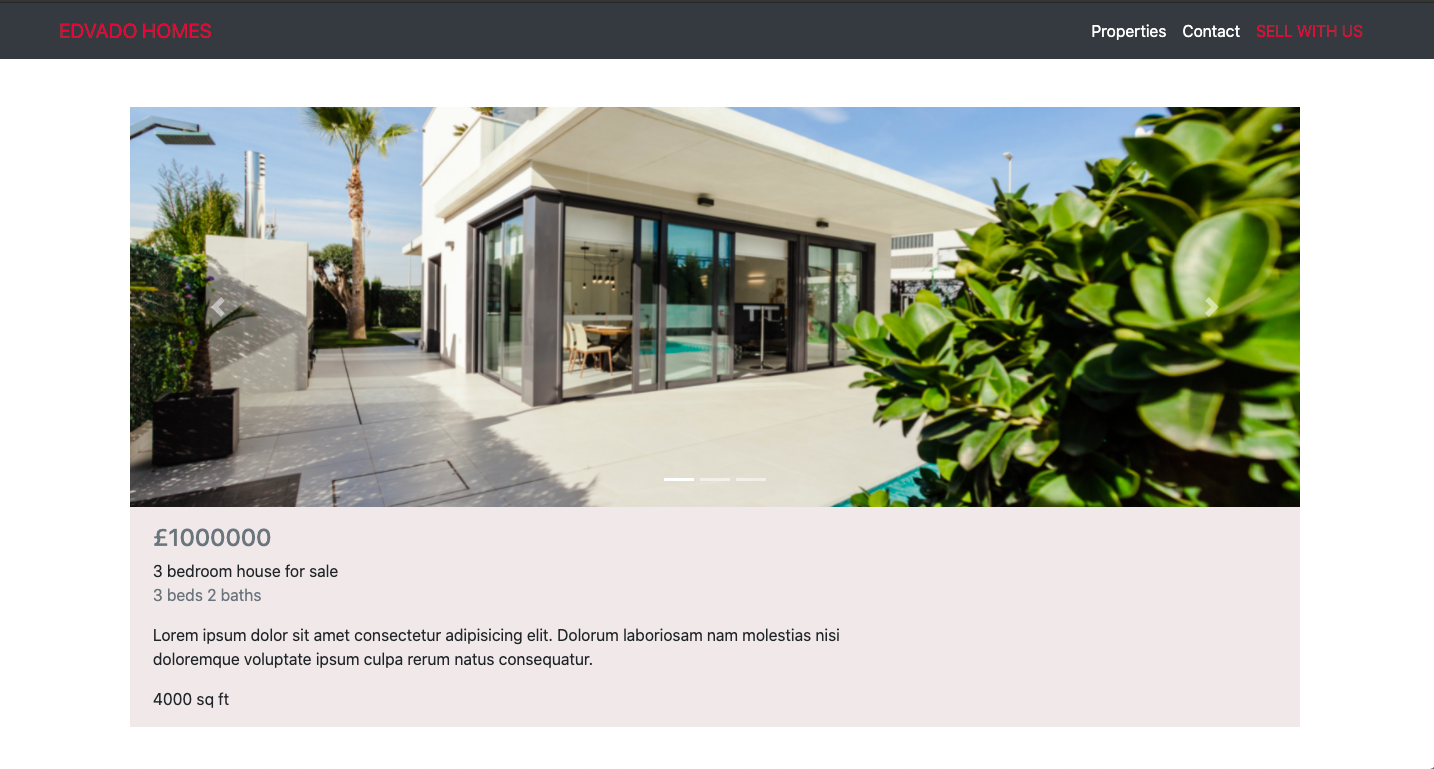 EDVADO HOMES
Properties Contact SELL WITH US
£1000000
3 bedroom house for sale
3 beds 2 baths
Lorem ipsum dolor sit amet consectetur adipisicing elit. Dolorum laboriosam nam molestias nisi
doloremque voluptate ipsum culpa rerum natus consequatur.
4000 sq ft